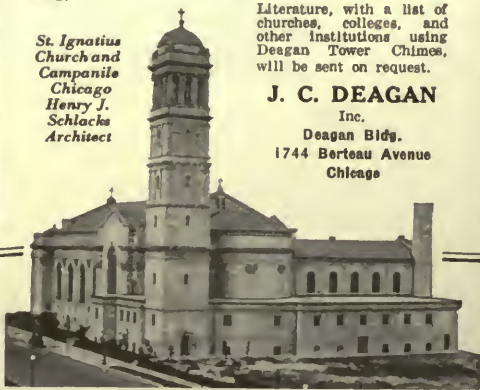 St. Ignatius
Church and
Campanile
Chicago
Henry J.
Schlacks
Architect
Literature, with a list of
churches, colleges, and
other institutions using
Deagan Tower Chimes,
will be sent on request.
J. C. DEAGAN
Inc.
Deagan Bldg.
1744 Berteau Avenue
Chicago